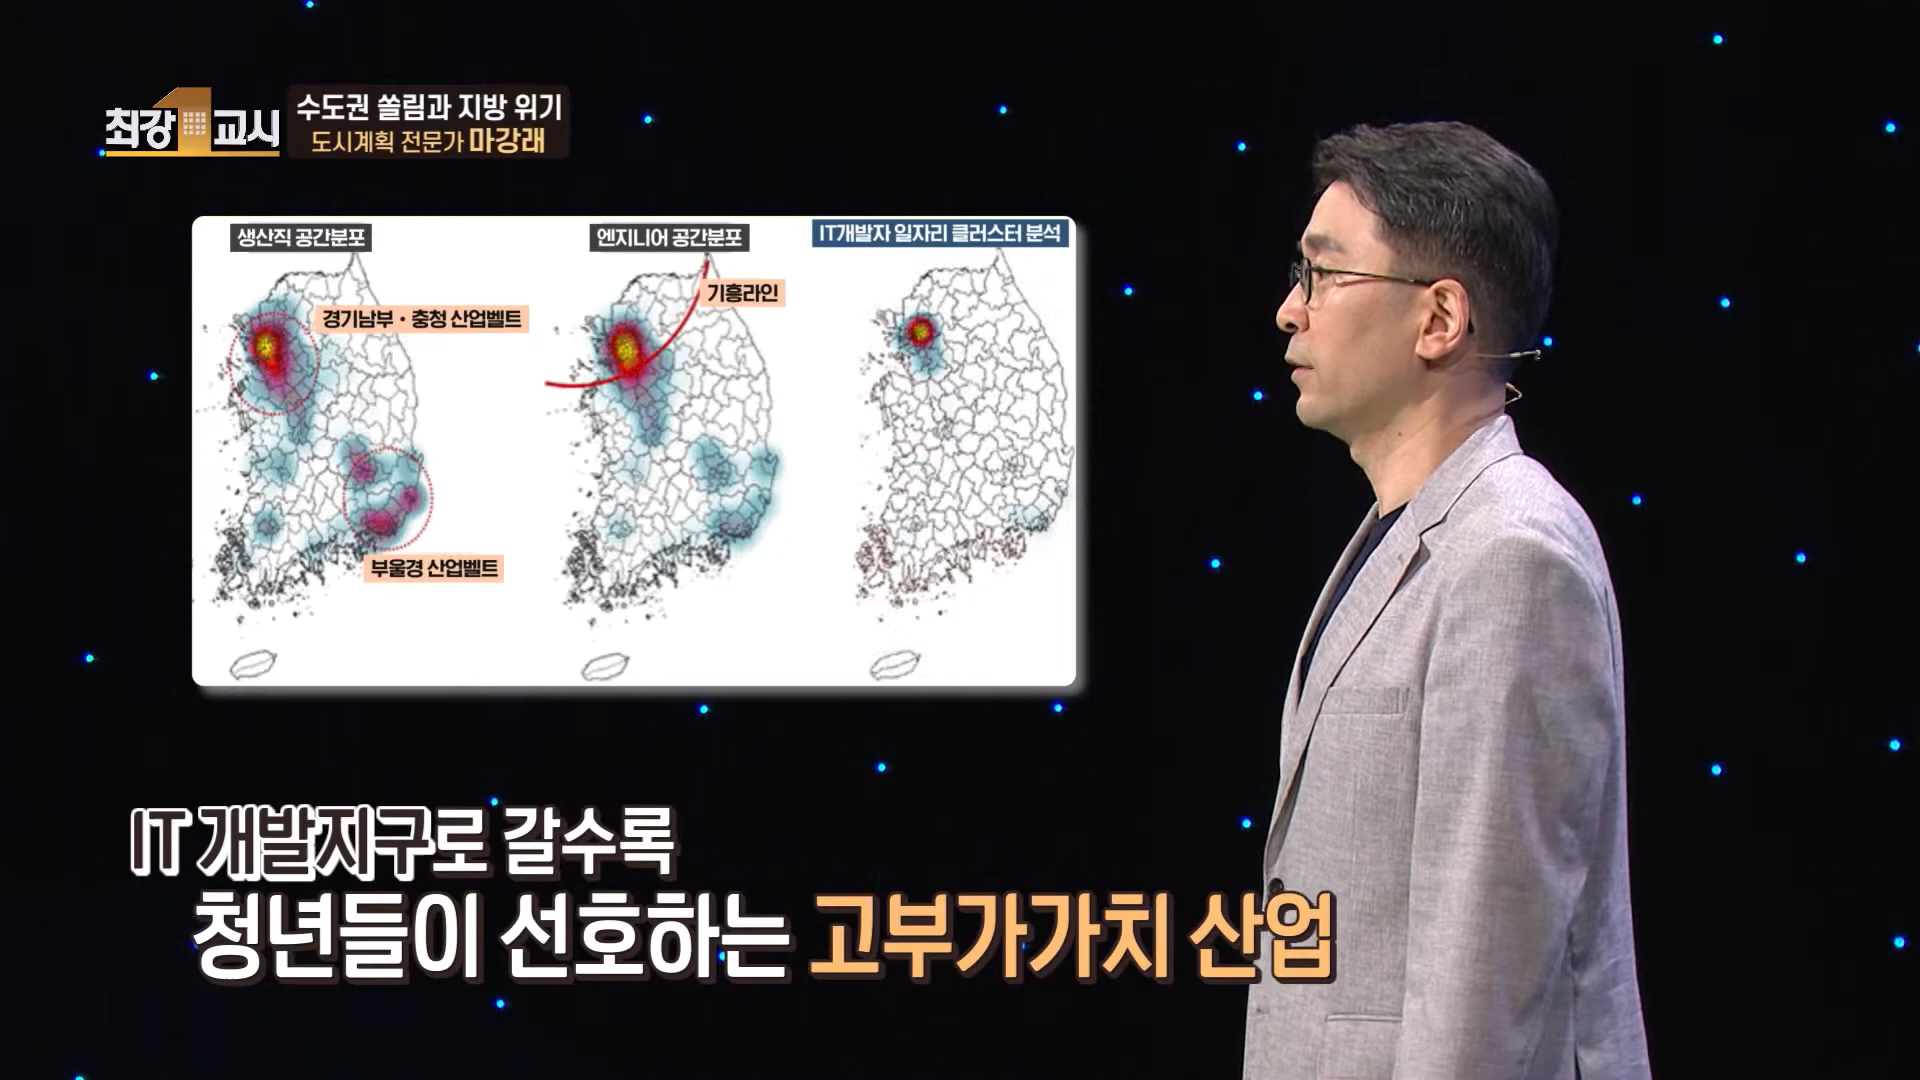 최강1교시
수도권 쏠림과 지방 위기
도시계획 전문가 마강래
생산직 공간분포
엔지니어 공간분포
IT개발자 일자리 클러스터 분석
기흥라인
경기남부·충청 산업벨트
부울경 산업벨트
IT 개발지구로 갈수록
청년들이 선호하는 고부가가치 산업